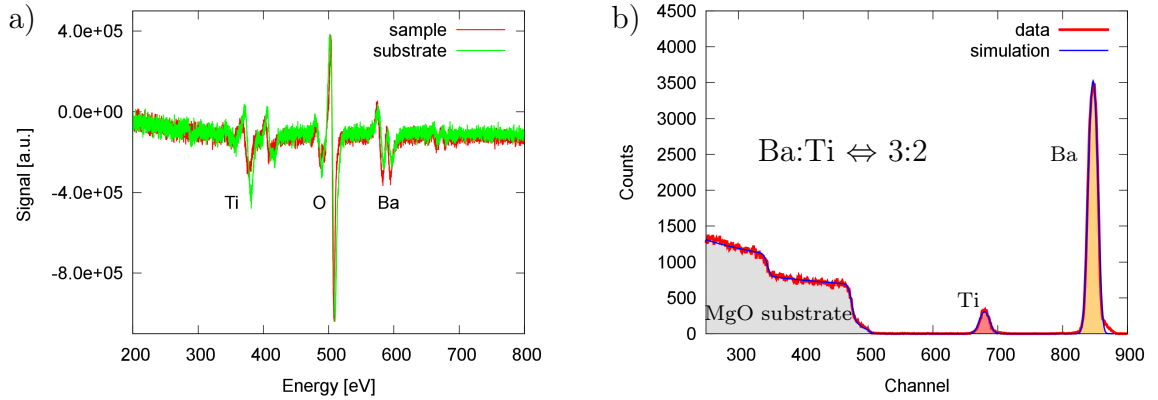 a)
4.0e+05
0.0e+00
-4.0e+05
-8.0e+05
Signal [a.u.]
sample
substrate
Ti
O
Ba
200 300 400 500 600 700 800
Energy [eV]
b)
4500
4000
3500
3000
2500
2000
1500
1000
500
0
Counts
data
simulation
Ba:Ti ⇔ 3:2
Ba
Ti
MgO substrate
300 400 500 600 700 800 900
Channel